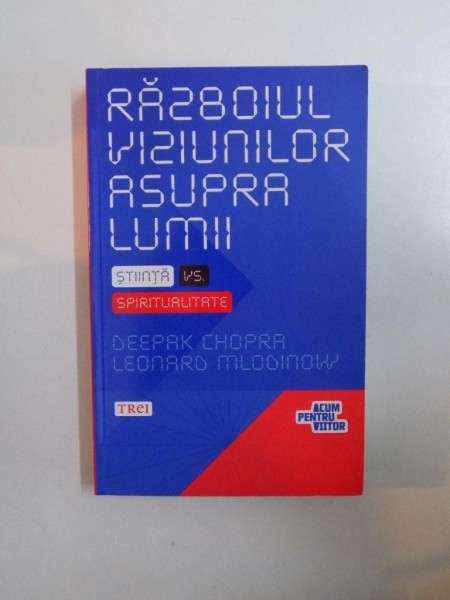 RĂZBOIUL
VIZIUNILOR
ASUPRA
LUMII
ȘTIINȚĂ VS.
SPIRITUALITATE
DEEPAK CHOPRA
LEONARD MLODINOW
TREI
ACUM
PENTRU
VIITOR